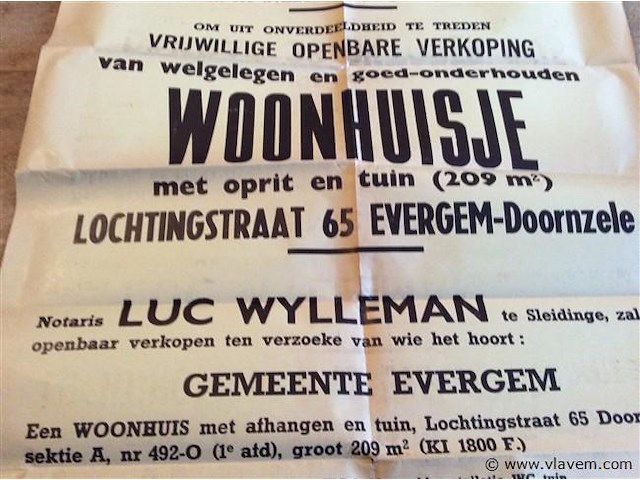 OM UIT ONVERDEELDHEID TE TREDEN
VRIJWILLIGE OPENBARE VERKOPING
van welgelegen en goed-onderhouden
WOONHUISJE
met oprit en tuin (209 m²)
LOCHTINGSTRAAT 65 EVERGEM-Doornzele
Notaris LUC WYLLEMAN te Sleidinge, zal
openbaar verkopen ten verzoeke van wie het hoort :
GEMEENTE EVERGEM
Een WOONHUIS met afhangen en tuin, Lochtingstraat 65 Door
sektie A, nr 492-O (1e afd), groot 209 m² (KI 1800 F.)
WC tuin
© www.vlavem.com